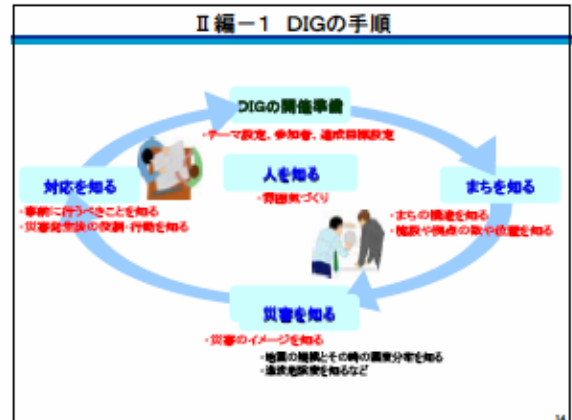 Ⅱ編－1 DIGの手順
DIGの開催準備
・テーマ設定、参加者、達成目標設定
人を知る
・雰囲気づくり
対応を知る
・事前に行うべきことを知る
・災害発生後の役割・行動を知る
まちを知る
・まちの構造を知る
・施設や拠点の数や位置を知る
災害を知る
・災害のイメージを知る
・地震の規模とその時の震度分布を知る
・津波危険度を知るなど